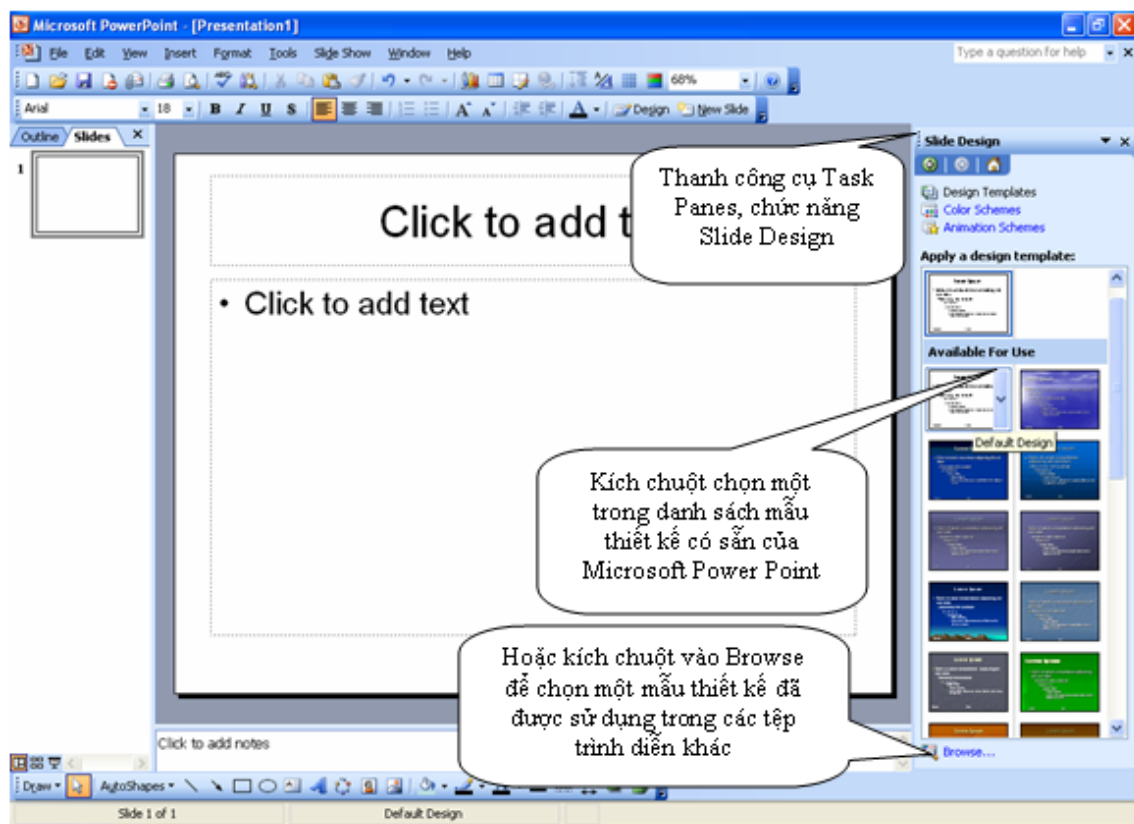 Microsoft PowerPoint - [Presentation1]
File Edit View Insert Format Tools Slide Show Window Help
Type a question for help
68%
Arial 18 B I U S A A A Design New Slide
Outline Slides
1
Click to add t
• Click to add text
Click to add notes
Thanh công cụ Task
Panes, chức năng
Slide Design
Kích chuột chọn một
trong danh sách mẫu
thiết kế có sẵn của
Microsoft Power Point
Hoặc kích chuột vào Browse
để chọn một mẫu thiết kế đã
được sử dụng trong các tệp
trình diễn khác
Slide Design
Design Templates
Color Schemes
Animation Schemes
Apply a design template:
Available For Use
Default Design
Browse...
Draw AutoShapes
Slide 1 of 1 Default Design